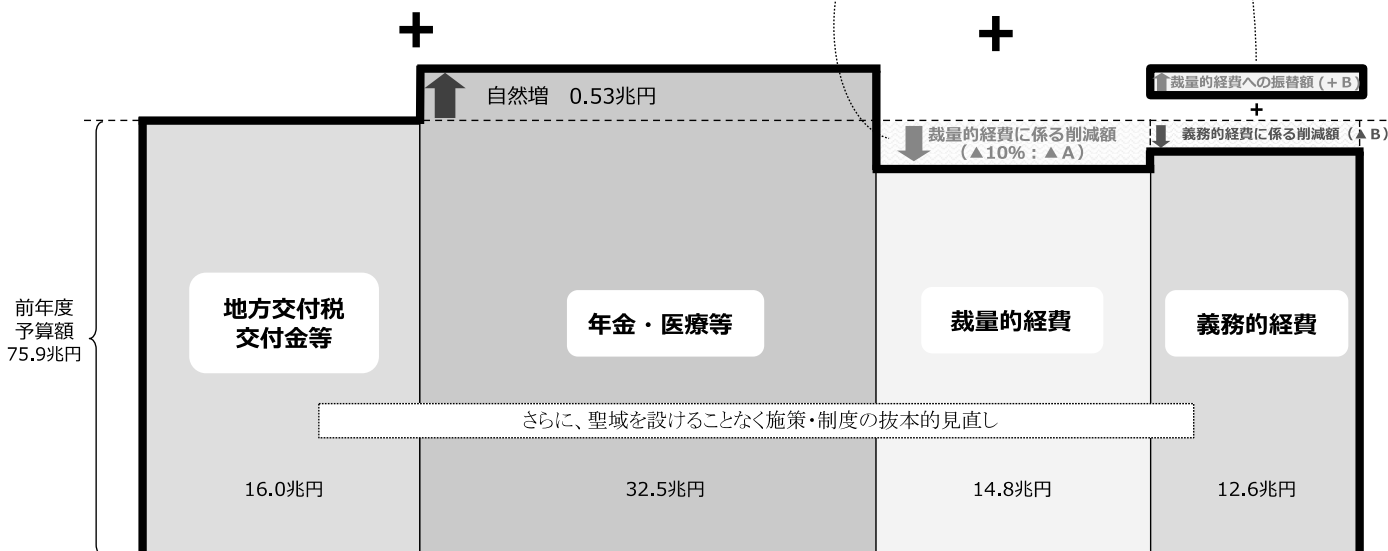 +
+
自然増 0.53兆円
裁量的経費への振替額（+B）
+
裁量的経費に係る削減額
（▲10%：▲A）
義務的経費に係る削減額（▲B）
前年度
予算額
75.9兆円
地方交付税
交付金等
年金・医療等
裁量的経費
義務的経費
さらに、聖域を設けることなく施策・制度の抜本的見直し
16.0兆円
32.5兆円
14.8兆円
12.6兆円